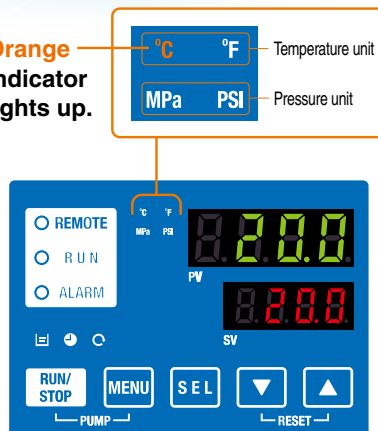 Orange
indicator
lights up.
°C °F
Temperature unit
MPa PSI
Pressure unit
REMOTE
RUN
ALARM
°C °F
MPa PSI
20.0
PV
20.0
SV
RUN/
STOP
MENU
SEL
▼
▲
PUMP
RESET